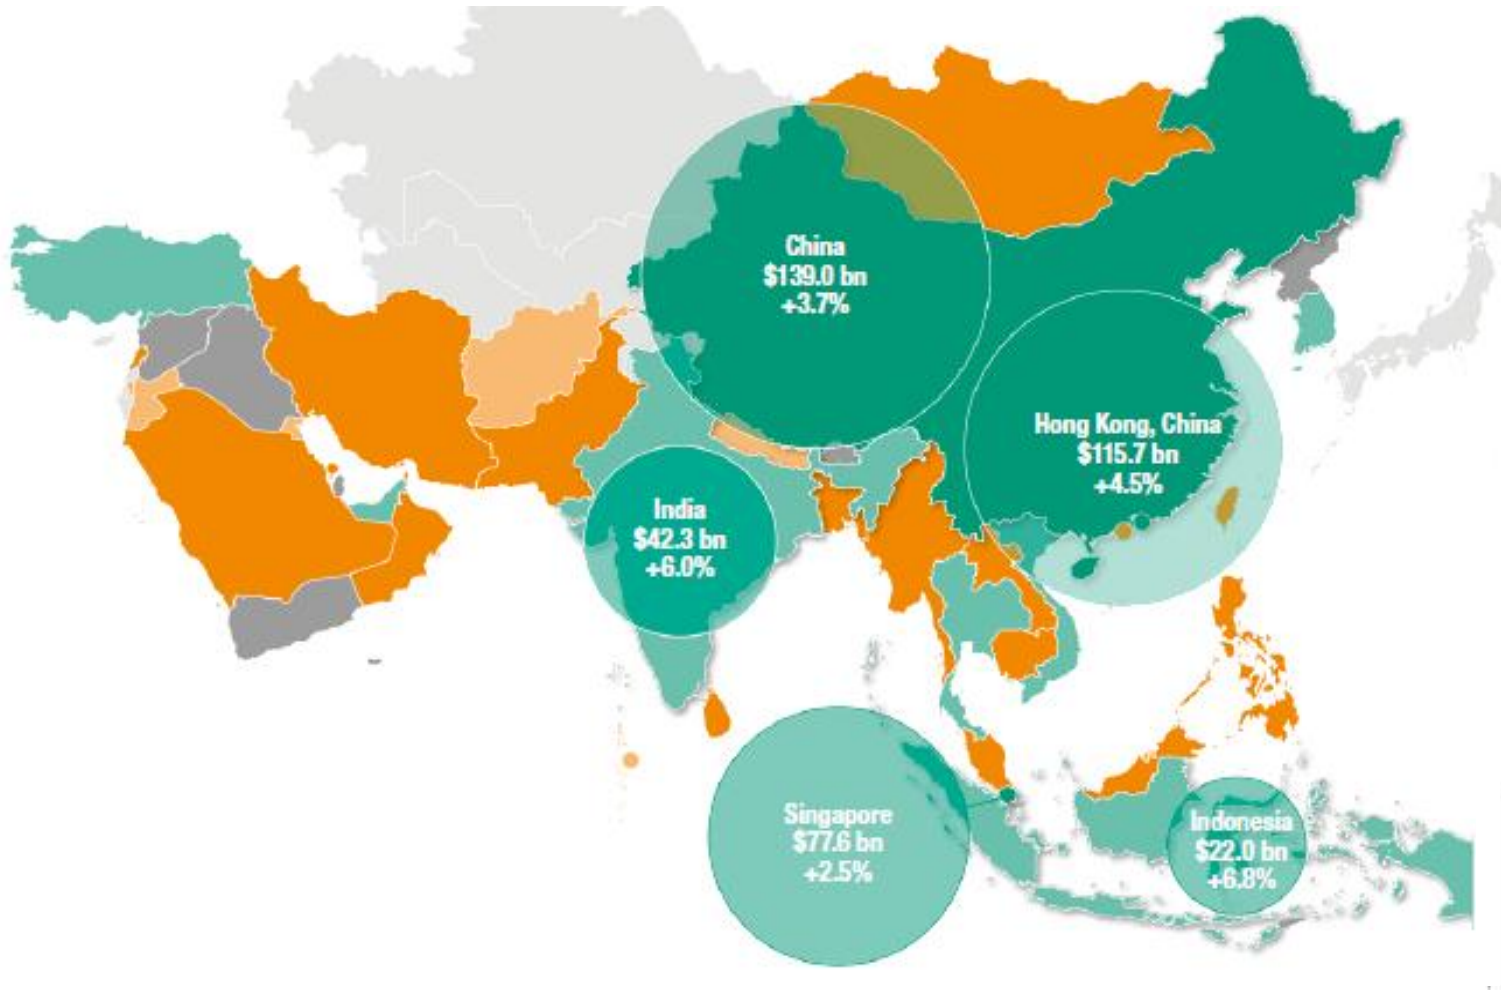 China
$139.0 bn
+3.7%
Hong Kong, China
$115.7 bn
+4.5%
India
$42.3 bn
+6.0%
Singapore
$77.6 bn
+2.5%
Indonesia
$22.0 bn
+6.8%